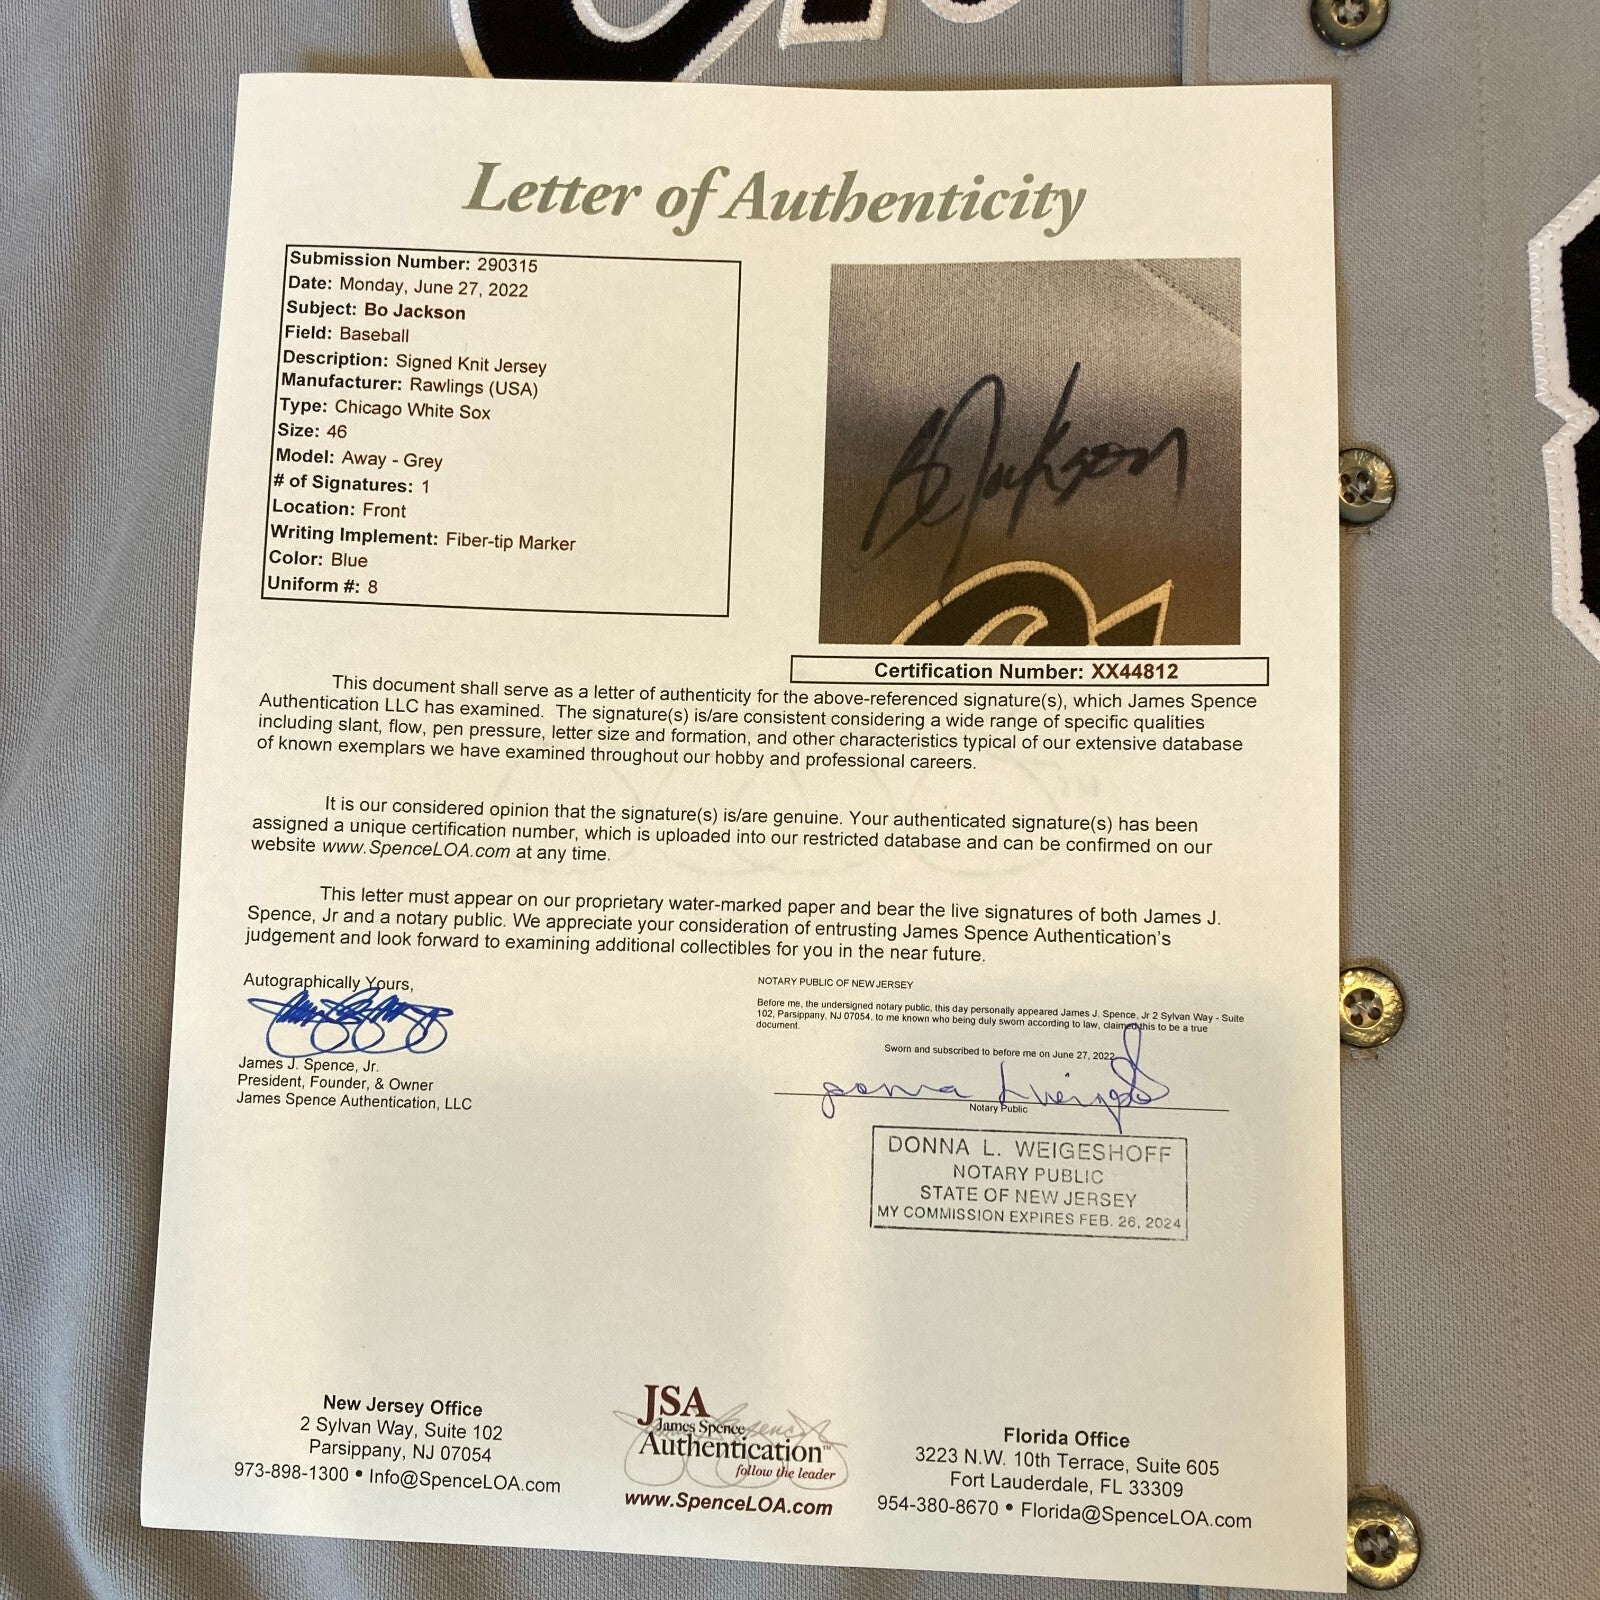 Letter of Authenticity
Submission Number: 290315
Date: Monday, June 27, 2022
Subject: Bo Jackson
Field: Baseball
Description: Signed Knit Jersey
Manufacturer: Rawlings (USA)
Type: Chicago White Sox
Size: 46
Model: Away - Grey
# of Signatures: 1
Location: Front
Writing Implement: Fiber-tip Marker
Color: Blue
Uniform #: 8
Bo Jackson
Certification Number: XX44812
This document shall serve as a letter of authenticity for the above-referenced signature(s), which James Spence
Authentication LLC has examined. The signature(s) is/are consistent considering a wide range of specific qualities
including slant, flow, pen pressure, letter size and formation, and other characteristics typical of our extensive database
of known exemplars we have examined throughout our hobby and professional careers.
It is our considered opinion that the signature(s) is/are genuine. Your authenticated signature(s) has been
assigned a unique certification number, which is uploaded into our restricted database and can be confirmed on our
website www.SpenceLOA.com at any time.
This letter must appear on our proprietary water-marked paper and bear the live signatures of both James J.
Spence, Jr and a notary public. We appreciate your consideration of entrusting James Spence Authentication's
judgement and look forward to examining additional collectibles for you in the near future.
Autographically Yours,
James J. Spence, Jr.
President, Founder, & Owner
James Spence Authentication, LLC
NOTARY PUBLIC OF NEW JERSEY
Before me, the undersigned notary public, this day personally appeared James J. Spence, Jr 2 Sylvan Way - Suite
102, Parsippany, NJ 07054, to me known who being duly sworn according to law, claimed this to be a true
document.
Sworn and subscribed to before me on June 27, 2022
Notary Public
DONNA L. WEIGESHOFF
NOTARY PUBLIC
STATE OF NEW JERSEY
MY COMMISSION EXPIRES FEB. 26, 2024
New Jersey Office
2 Sylvan Way, Suite 102
Parsippany, NJ 07054
973-898-1300 • Info@SpenceLOA.com
JSA
James Spence
Authentication™
follow the leader
www.SpenceLOA.com
Florida Office
3223 N.W. 10th Terrace, Suite 605
Fort Lauderdale, FL 33309
954-380-8670 • Florida@SpenceLOA.com